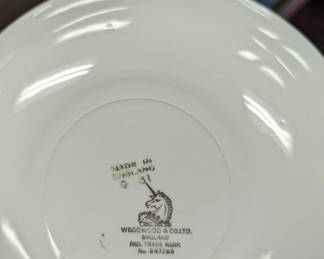 MADE IN
ENGLAND
WEDGWOOD & CO LTD.
ENGLAND
REG. TRADE MARK
No. 647268